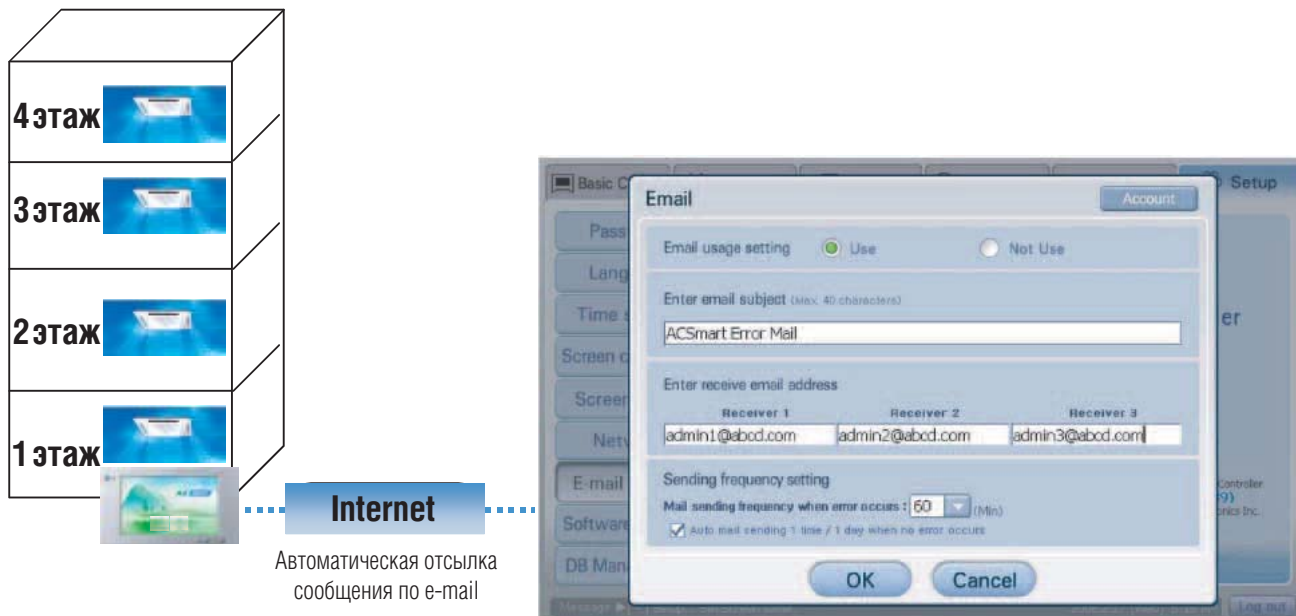 4 этаж
3 этаж
2 этаж
1 этаж
Internet
Автоматическая отсылка
сообщения по e-mail
Basic C
Setup
Email
Account
Pass
Email usage setting
Use
Not Use
Lang
Enter email subject (Max. 40 characters)
Time s
er
ACSmart Error Mail
Screen c
Enter receive email address
Screen
Receiver 1
Receiver 2
Receiver 3
Netw
admin1@abcd.com
admin2@abcd.com
admin3@abcd.com
E-mail
Sending frequency setting
Controller
Mail sending frequency when error occurs : 60 (Min)
Software
Auto mail sending 1 time / 1 day when no error occurs
DB Man
OK
Cancel
Message
Log out